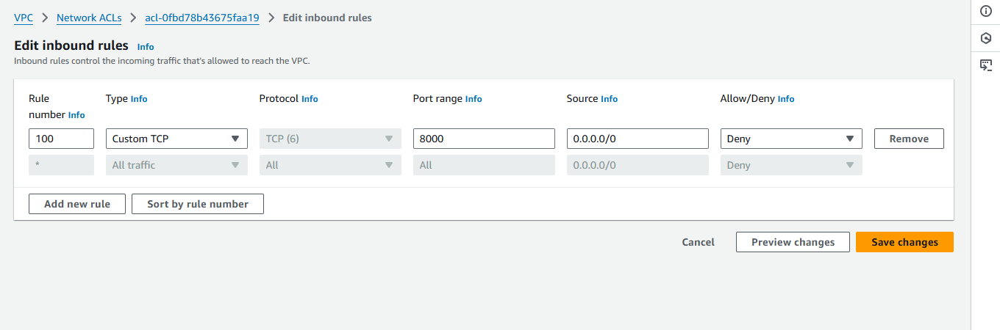 VPC > Network ACLs > acl-0fbd78b43675faa19 > Edit inbound rules
Edit inbound rules Info
Inbound rules control the incoming traffic that's allowed to reach the VPC.
Rule number Info Type Info Protocol Info Port range Info Source Info Allow/Deny Info
100 Custom TCP TCP (6) 8000 0.0.0.0/0 Deny Remove
* All traffic All All 0.0.0.0/0 Deny
Add new rule Sort by rule number
Cancel Preview changes Save changes